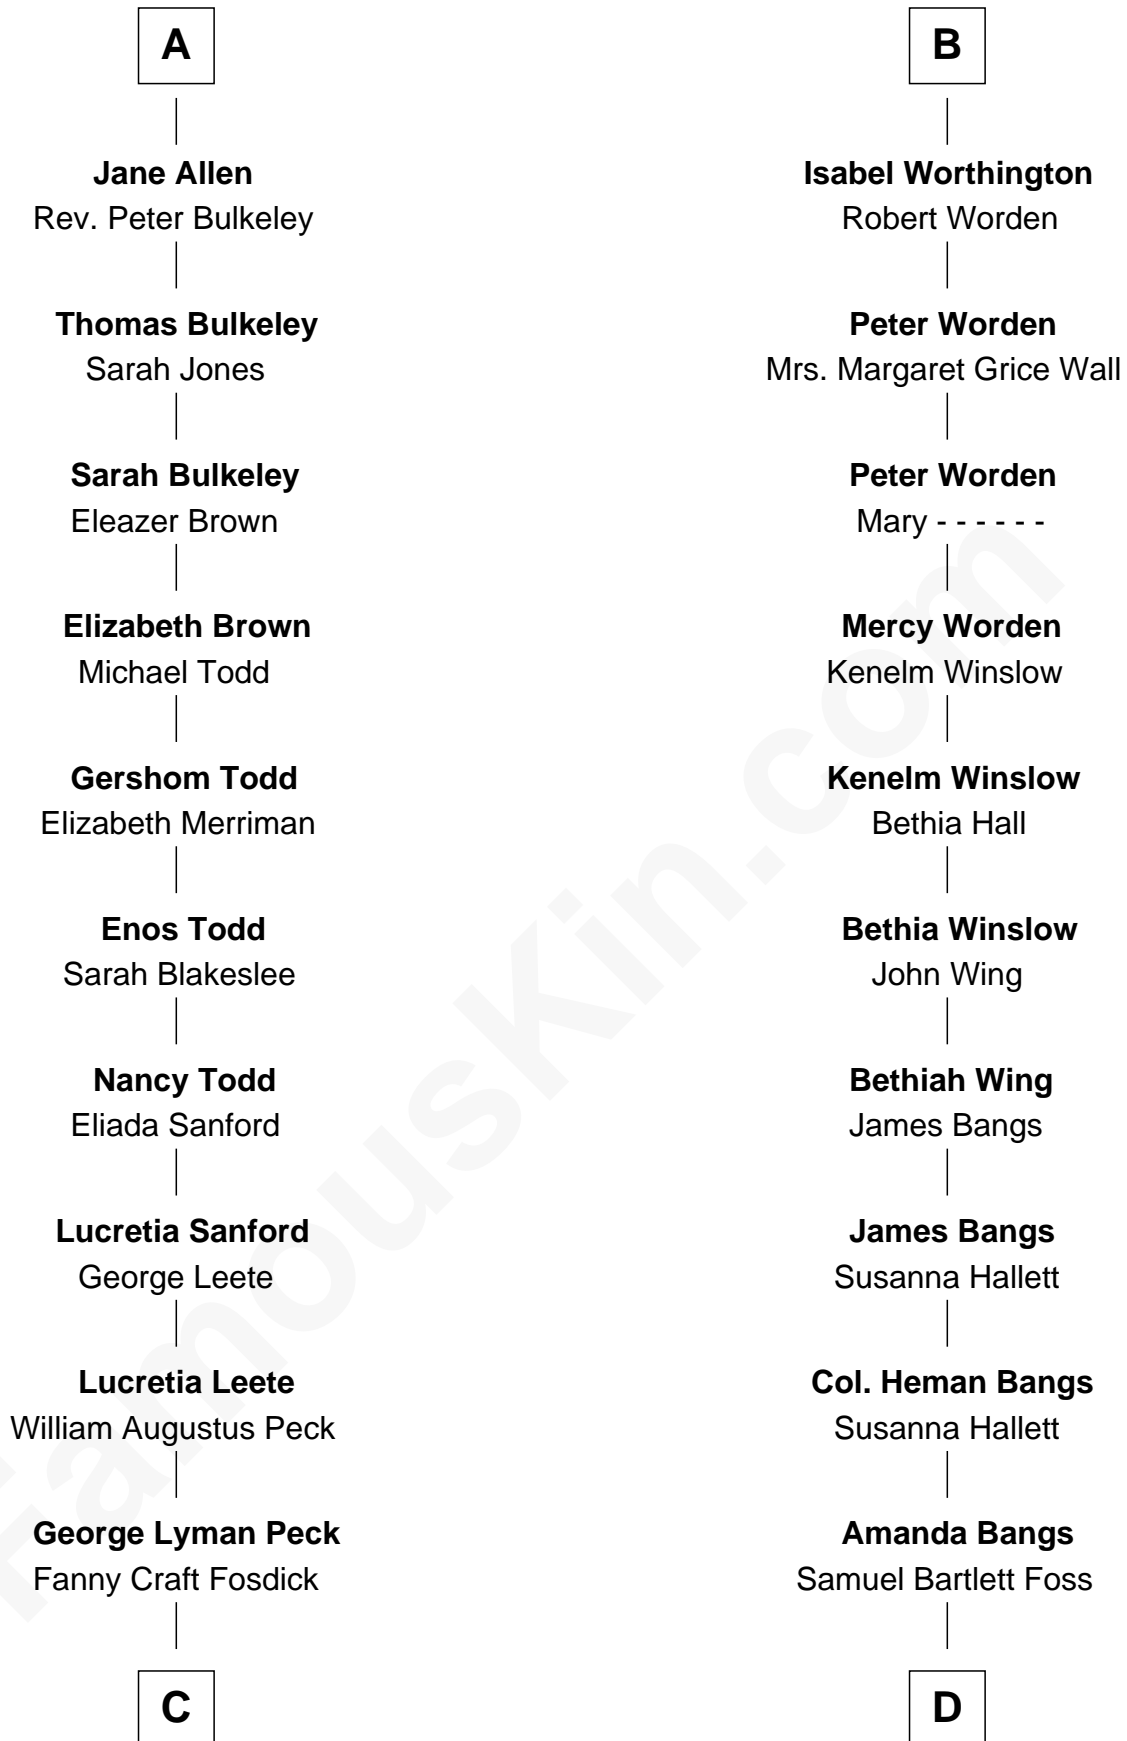 A
Jane Allen
Rev. Peter Bulkeley
Thomas Bulkeley
Sarah Jones
Sarah Bulkeley
Eleazer Brown
Elizabeth Brown
Michael Todd
Gershom Todd
Elizabeth Merriman
Enos Todd
Sarah Blakeslee
Nancy Todd
Eliada Sanford
Lucretia Sanford
George Leete
Lucretia Leete
William Augustus Peck
George Lyman Peck
Fanny Craft Fosdick
C
B
Isabel Worthington
Robert Worden
Peter Worden
Mrs. Margaret Grice Wall
Peter Worden
Mary - - - - - -
Mercy Worden
Kenelm Winslow
Kenelm Winslow
Bethia Hall
Bethia Winslow
John Wing
Bethiah Wing
James Bangs
James Bangs
Susanna Hallett
Col. Heman Bangs
Susanna Hallett
Amanda Bangs
Samuel Bartlett Foss
D
FamousKin.com